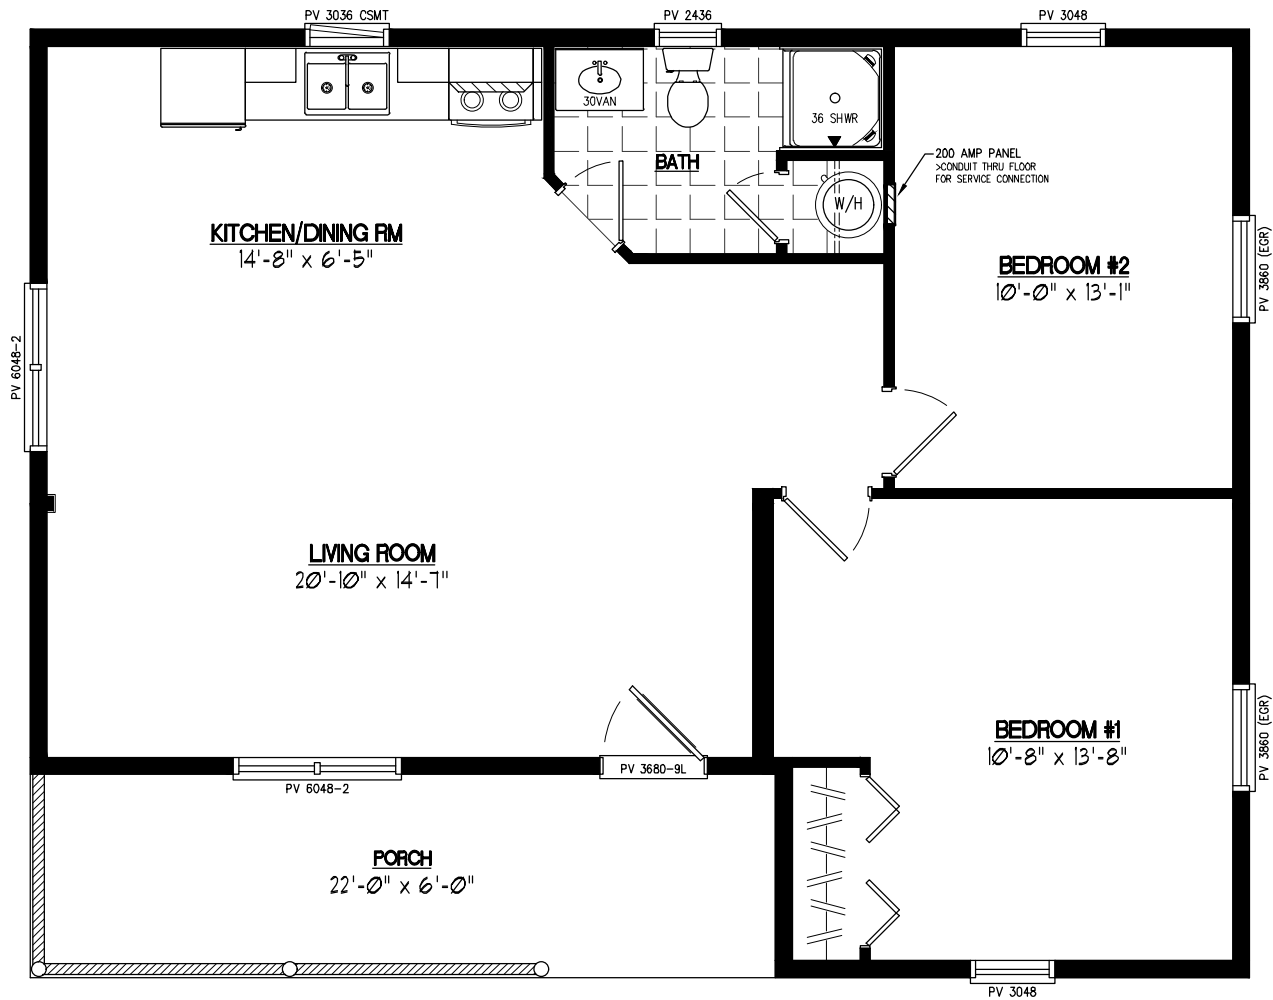 PV 3036 CSMT
PV 2436
PV 3048
30VAN
36 SHWR
BATH
200 AMP PANEL
>CONDUIT THRU FLOOR
FOR SERVICE CONNECTION
W/H
KITCHEN/DINING RM
14'-8" x 6'-5"
BEDROOM #2
10'-0" x 13'-1"
PV 3860 (EGR)
PV 6048-2
LIVING ROOM
20'-10" x 14'-7"
BEDROOM #1
10'-8" x 13'-8"
PV 3860 (EGR)
PV 3680-9L
PV 6048-2
PORCH
22'-0" x 6'-0"
PV 3048